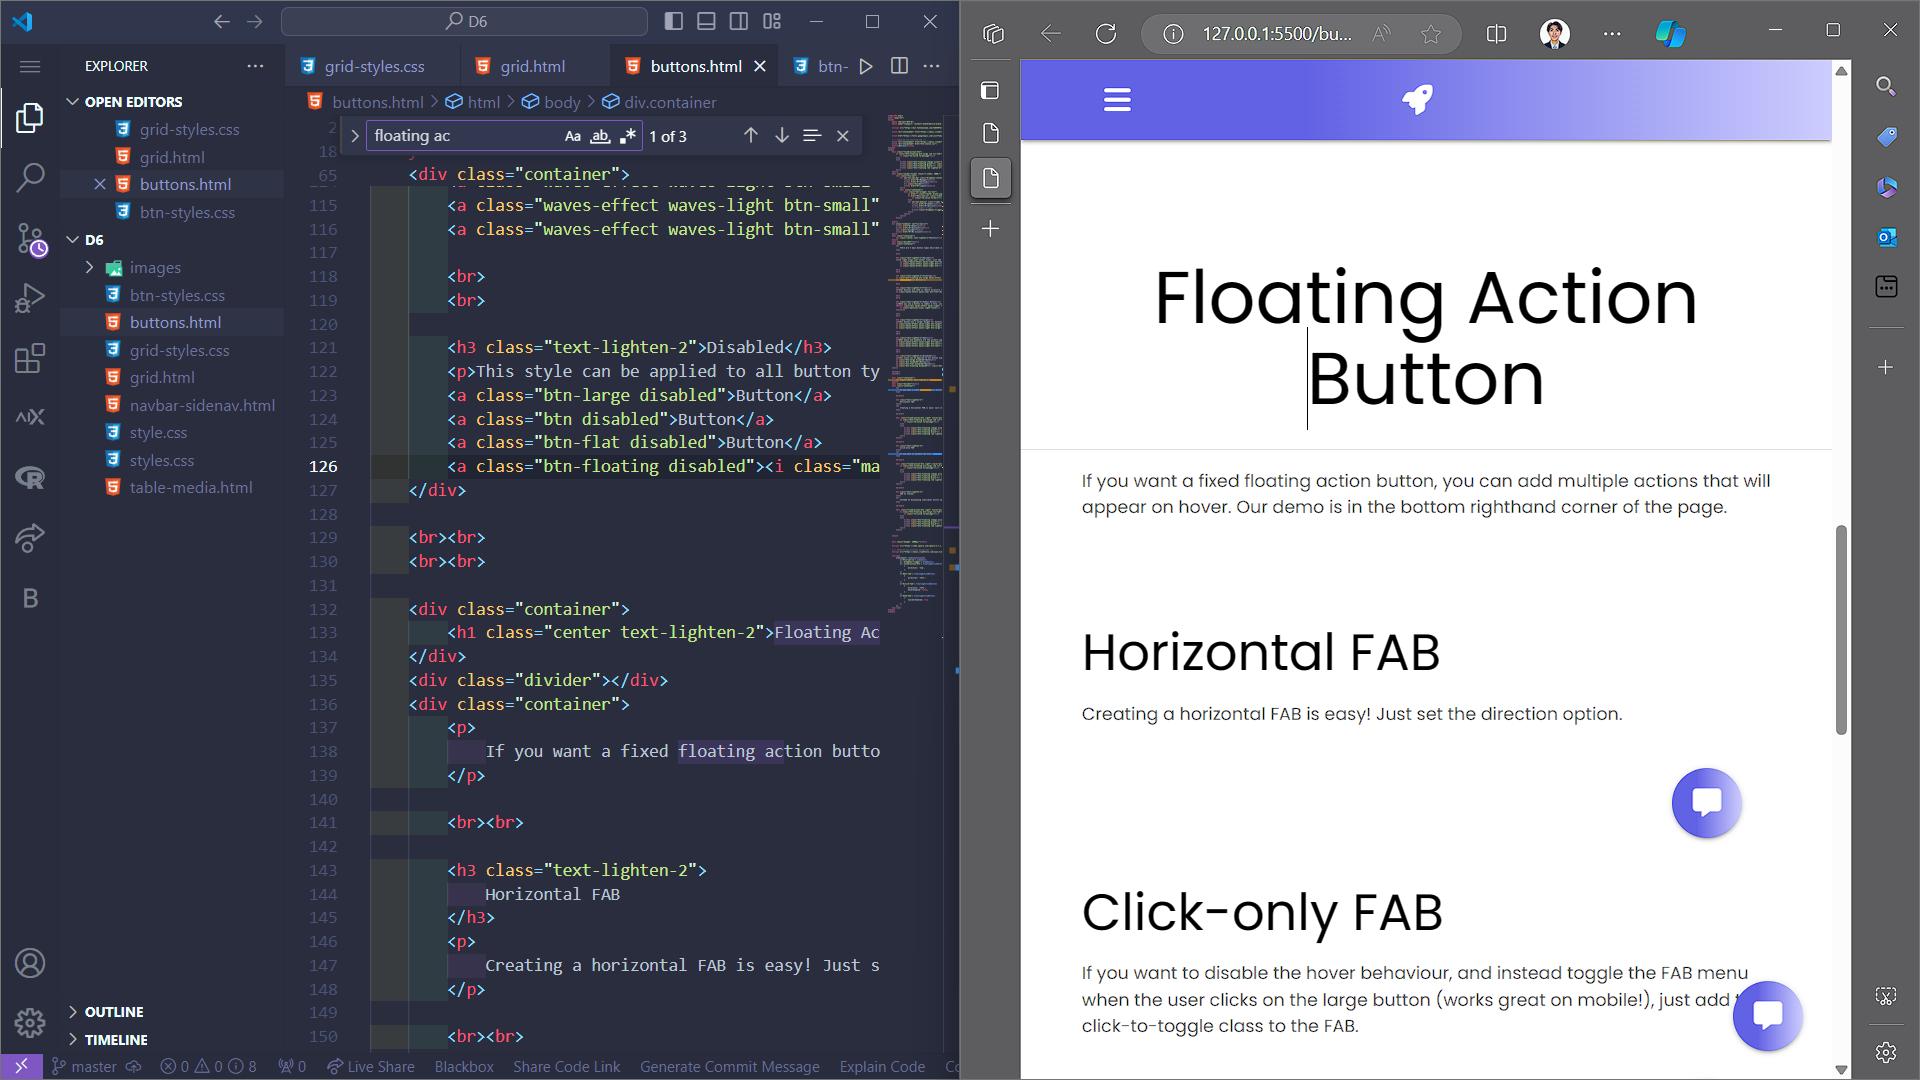 D6
EXPLORER
grid-styles.css
grid.html
buttons.html
btn-
OPEN EDITORS
grid-styles.css
grid.html
buttons.html
btn-styles.css
D6
images
btn-styles.css
buttons.html
grid-styles.css
grid.html
navbar-sidenav.html
style.css
styles.css
table-media.html
OUTLINE
TIMELINE
buttons.html > html > body > div.container
floating ac
Aa ab 1 of 3
2
18
65 <div class="container">
115 <a class="waves-effect waves-light btn-small"
116 <a class="waves-effect waves-light btn-small"
117
118 <br>
119 <br>
120
121 <h3 class="text-lighten-2">Disabled</h3>
122 <p>This style can be applied to all button ty
123 <a class="btn-large disabled">Button</a>
124 <a class="btn disabled">Button</a>
125 <a class="btn-flat disabled">Button</a>
126 <a class="btn-floating disabled"><i class="ma
127 </div>
128
129 <br><br>
130 <br><br>
131
132 <div class="container">
133 <h1 class="center text-lighten-2">Floating Ac
134 </div>
135 <div class="divider"></div>
136 <div class="container">
137 <p>
138 If you want a fixed floating action butto
139 </p>
140
141 <br><br>
142
143 <h3 class="text-lighten-2">
144 Horizontal FAB
145 </h3>
146 <p>
147 Creating a horizontal FAB is easy! Just s
148 </p>
149
150 <br><br>
master 0 0 8 0 Live Share Blackbox Share Code Link Generate Commit Message Explain Code Co
127.0.0.1:5500/bu...
Floating Action
Button
If you want a fixed floating action button, you can add multiple actions that will
appear on hover. Our demo is in the bottom righthand corner of the page.
Horizontal FAB
Creating a horizontal FAB is easy! Just set the direction option.
Click-only FAB
If you want to disable the hover behaviour, and instead toggle the FAB menu
when the user clicks on the large button (works great on mobile!), just add
click-to-toggle class to the FAB.